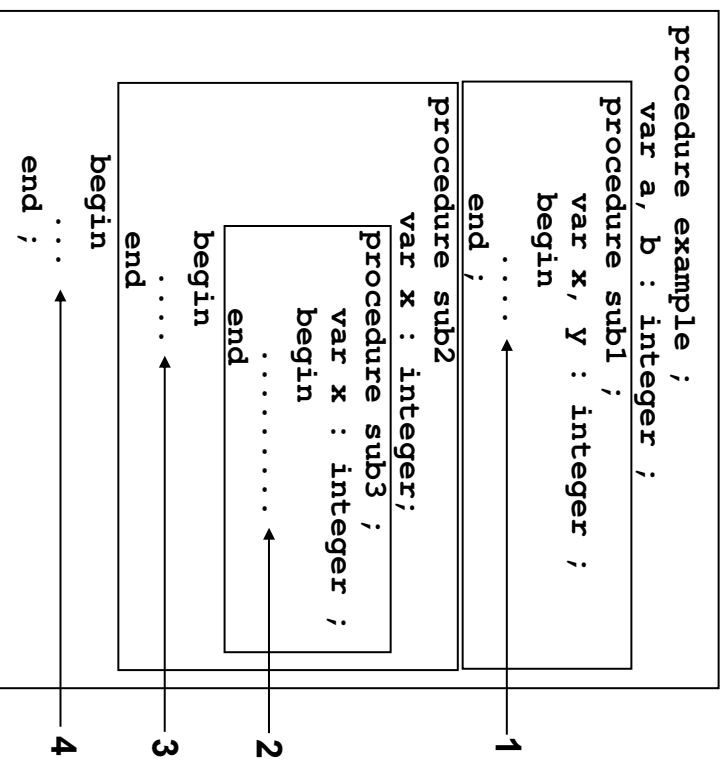 procedure example ;
var a, b : integer ;
procedure sub1 ;
var x, y : integer ;
begin
.... 1
end ;
procedure sub2
var x : integer;
procedure sub3 ;
var x : integer ;
begin
......... 2
end
begin
.... 3
end
begin
... 4
end ;